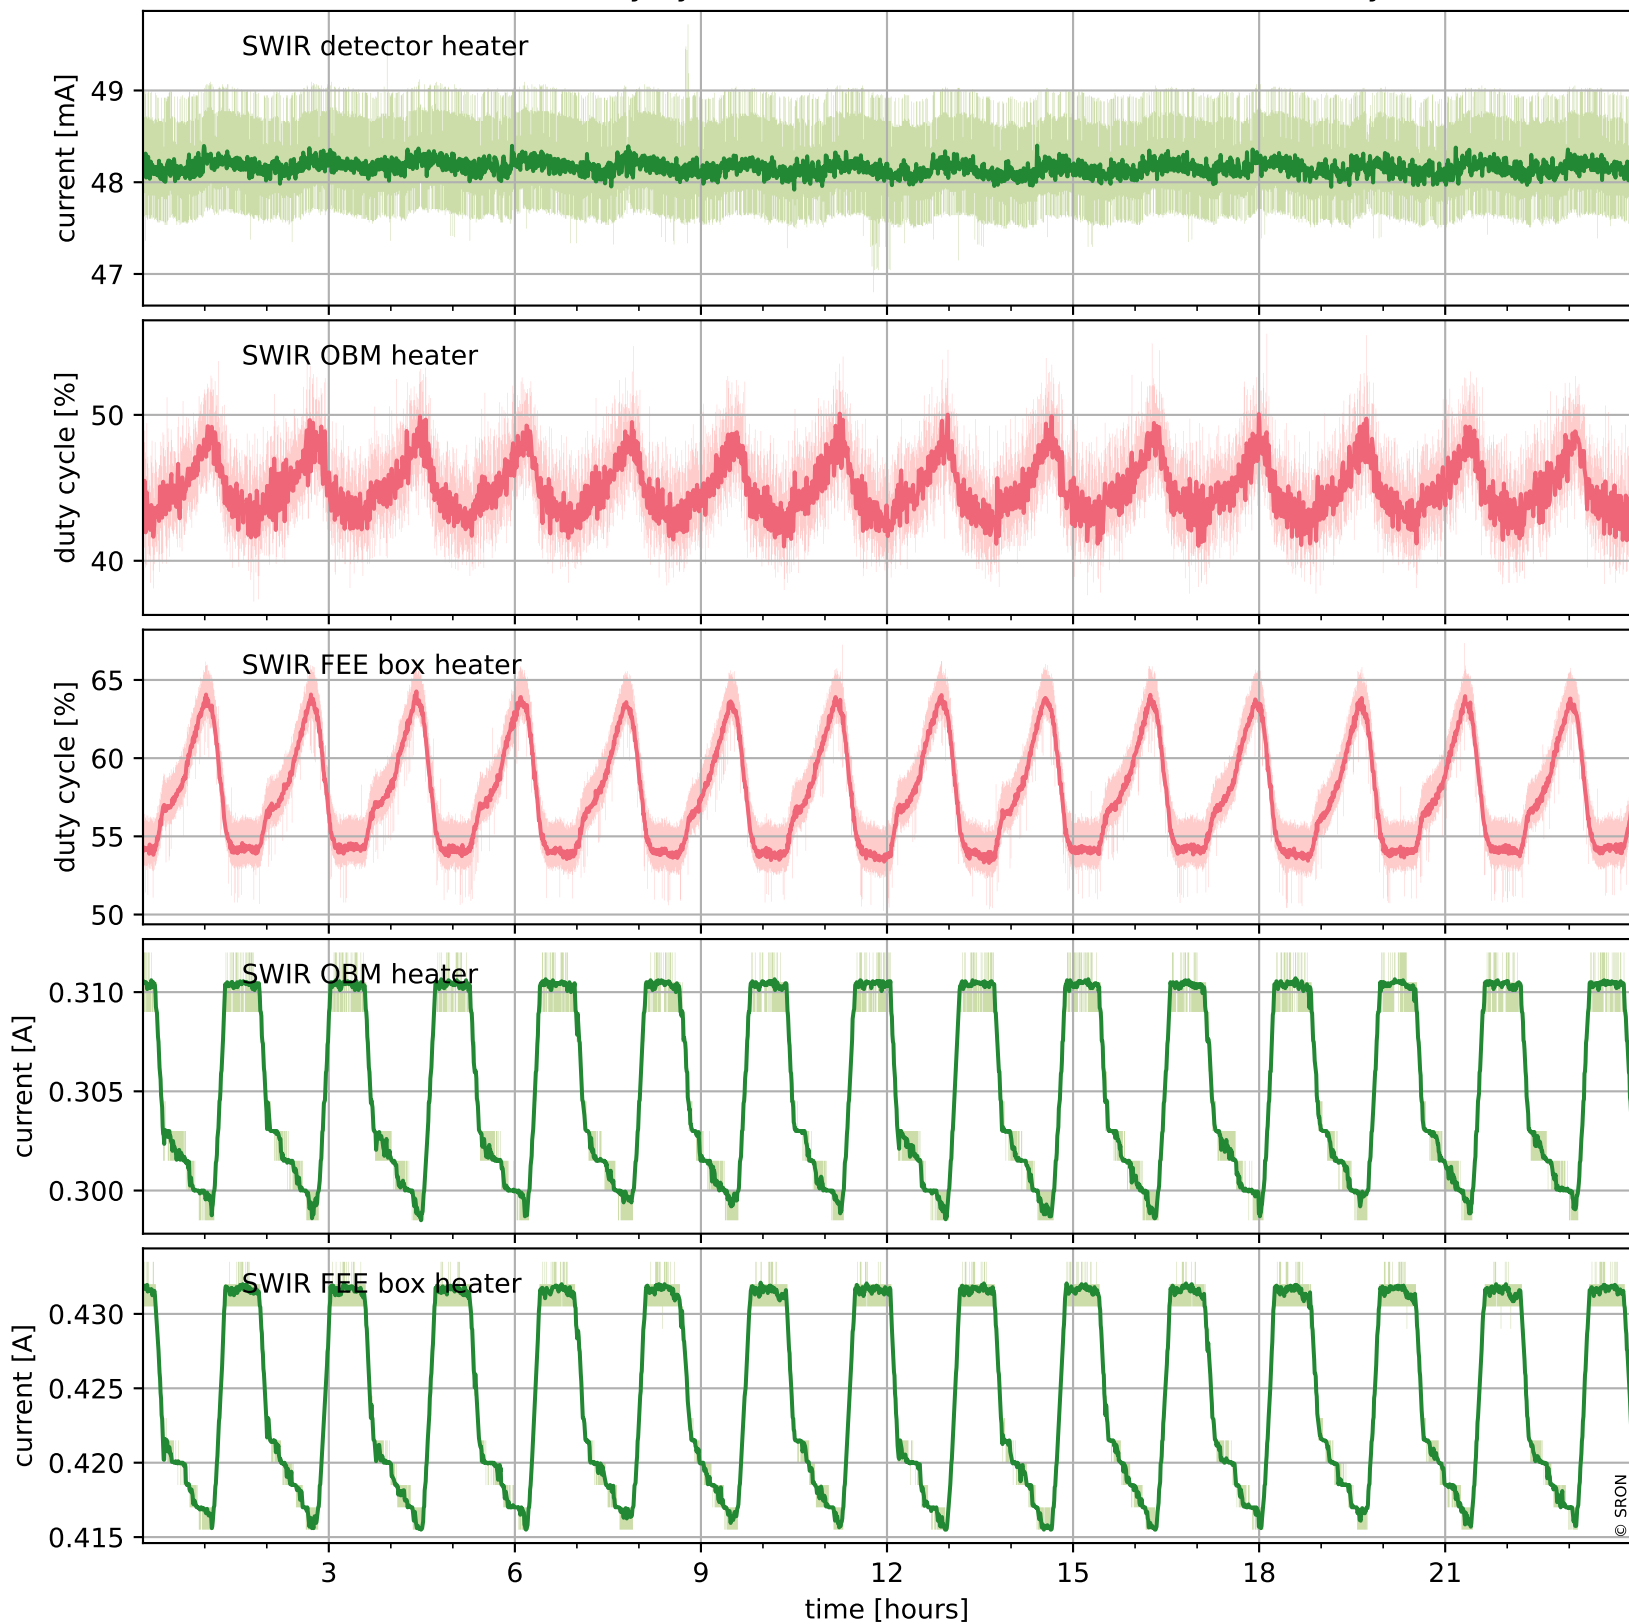 SWIR detector heater
current [mA]
49
48
47
SWIR OBM heater
duty cycle [%]
50
40
SWIR FEE box heater
duty cycle [%]
65
60
55
50
SWIR OBM heater
current [A]
0.310
0.305
0.300
SWIR FEE box heater
current [A]
0.430
0.425
0.420
0.415
© SRON
3 6 9 12 15 18 21
time [hours]